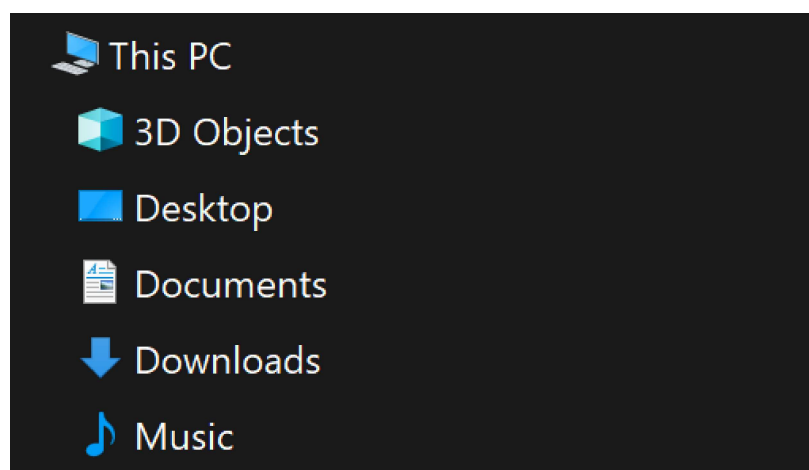 This PC
3D Objects
Desktop
Documents
Downloads
Music